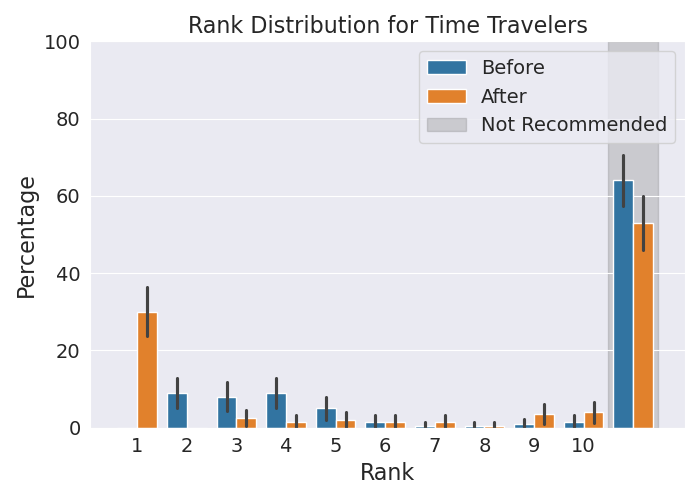 Rank Distribution for Time Travelers
100
80
60
40
20
0
Percentage
Before
After
Not Recommended
1 2 3 4 5 6 7 8 9 10
Rank